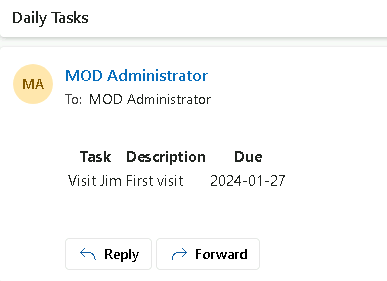 Daily Tasks
MA
MOD Administrator
To: MOD Administrator
Task Description Due
Visit Jim First visit 2024-01-27
Reply Forward